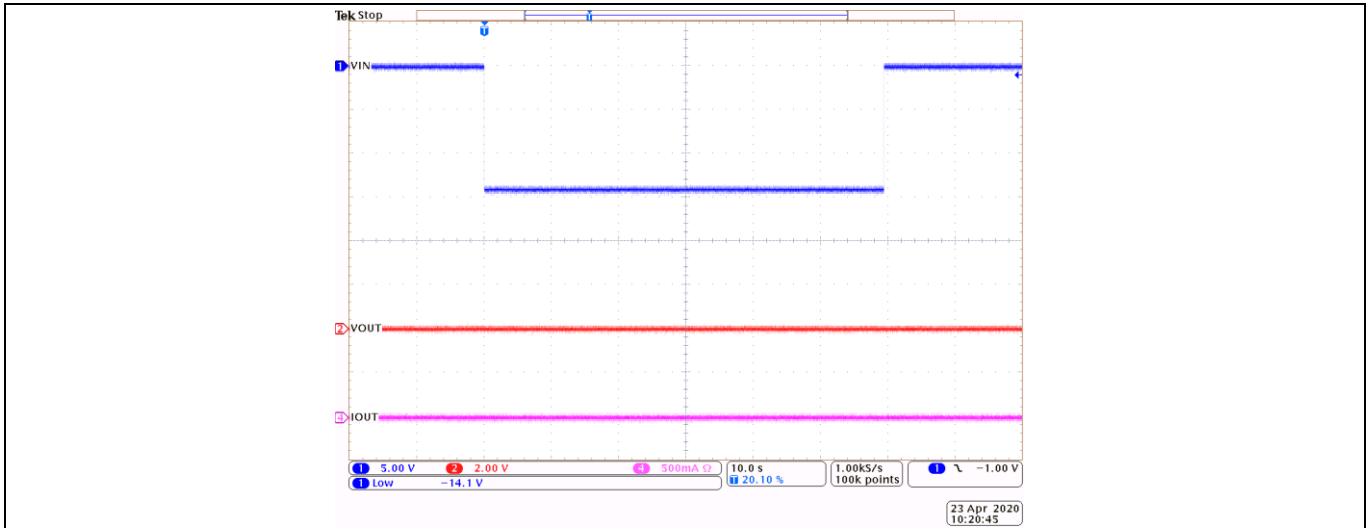 Tek Stop
T
T
1 VIN
2 VOUT
4 IOUT
1 5.00 V 2 2.00 V 4 500mA Ω 10.0 s 1.00kS/s 1 -1.00 V
T 20.10 % 100k points
1 Low -14.1 V
23 Apr 2020
10:20:45